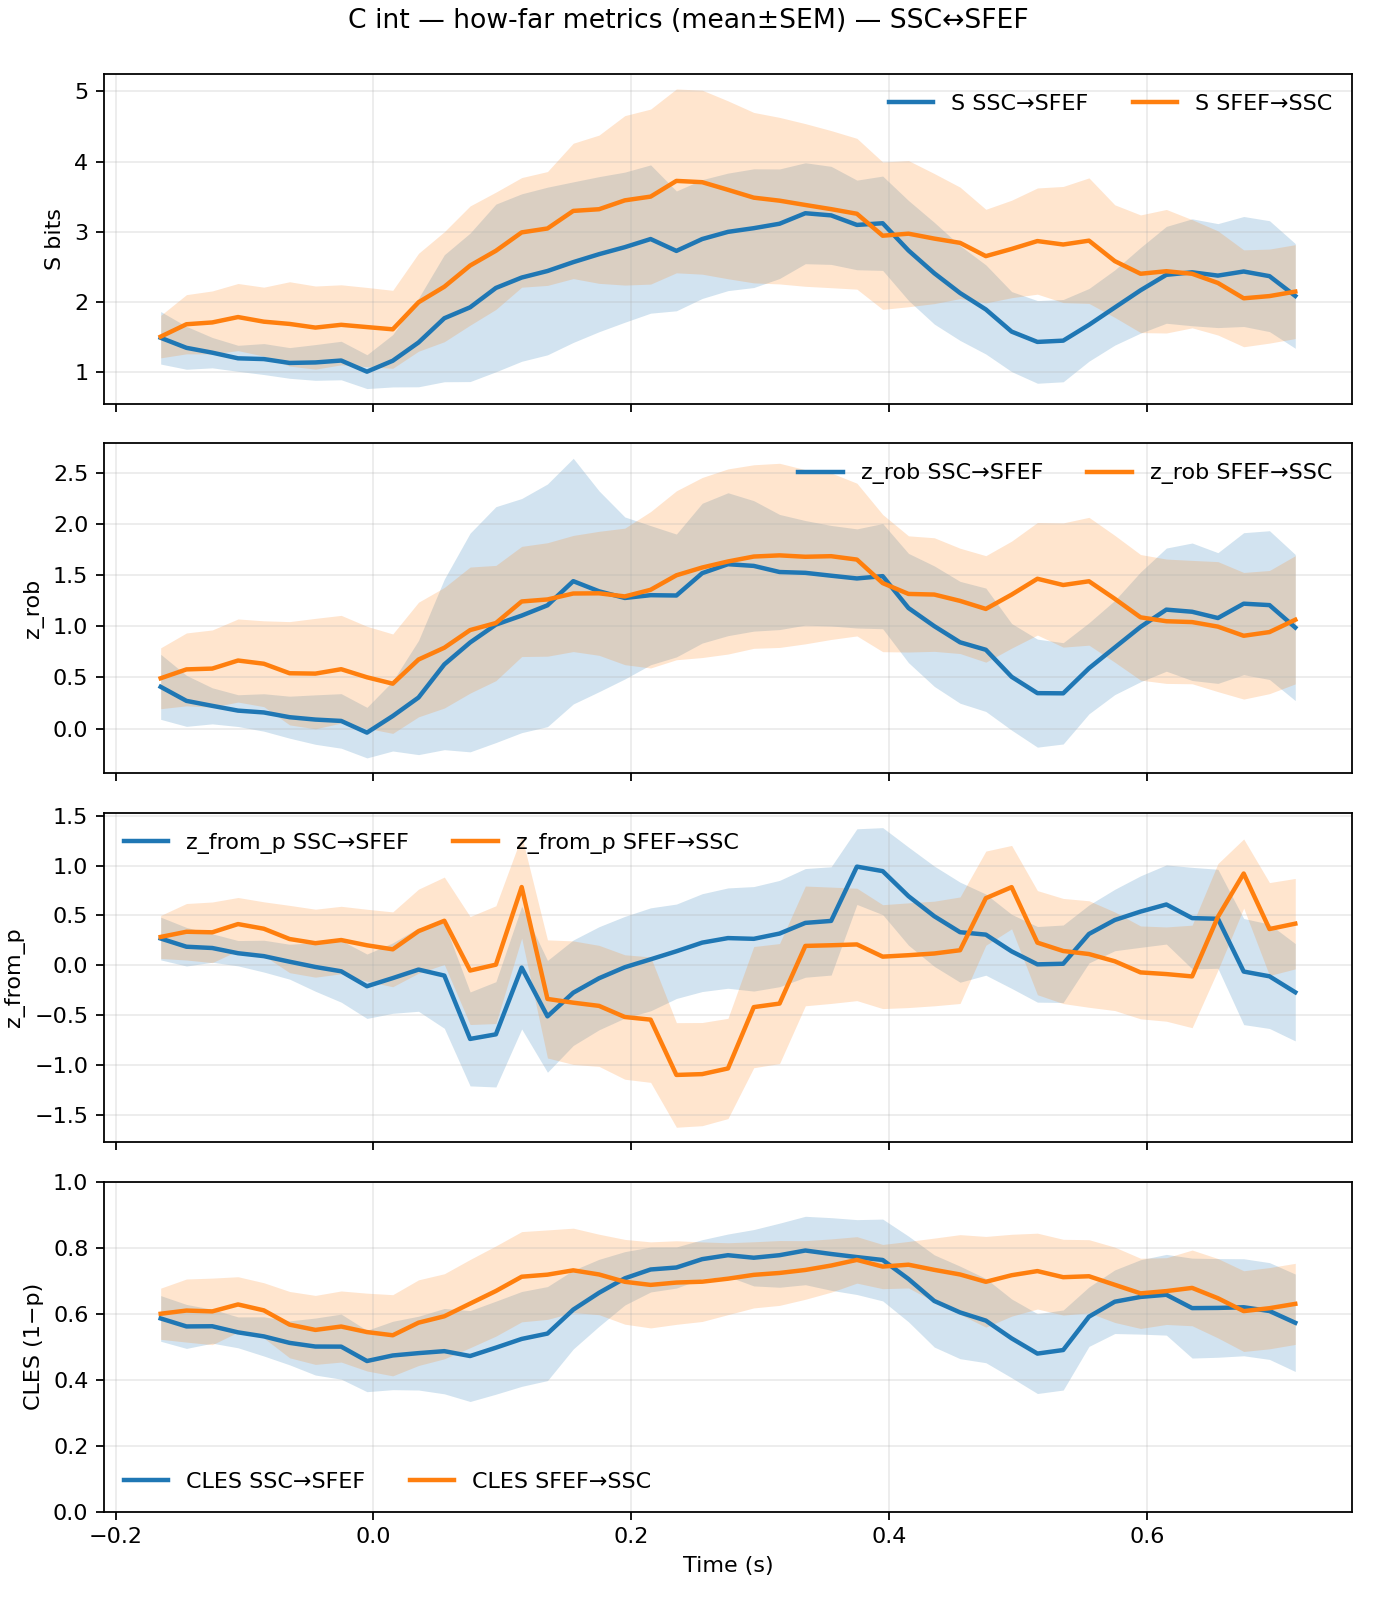 C int — how-far metrics (mean±SEM) — SSC↔SFEF
S SSC→SFEF
S SFEF→SSC
5
4
3
2
1
S bits
z_rob SSC→SFEF
z_rob SFEF→SSC
2.5
2.0
1.5
1.0
0.5
0.0
z_rob
z_from_p SSC→SFEF
z_from_p SFEF→SSC
1.5
1.0
0.5
0.0
−0.5
−1.0
−1.5
z_from_p
1.0
0.8
0.6
0.4
0.2
0.0
CLES (1−p)
CLES SSC→SFEF
CLES SFEF→SSC
−0.2
0.0
0.2
0.4
0.6
Time (s)